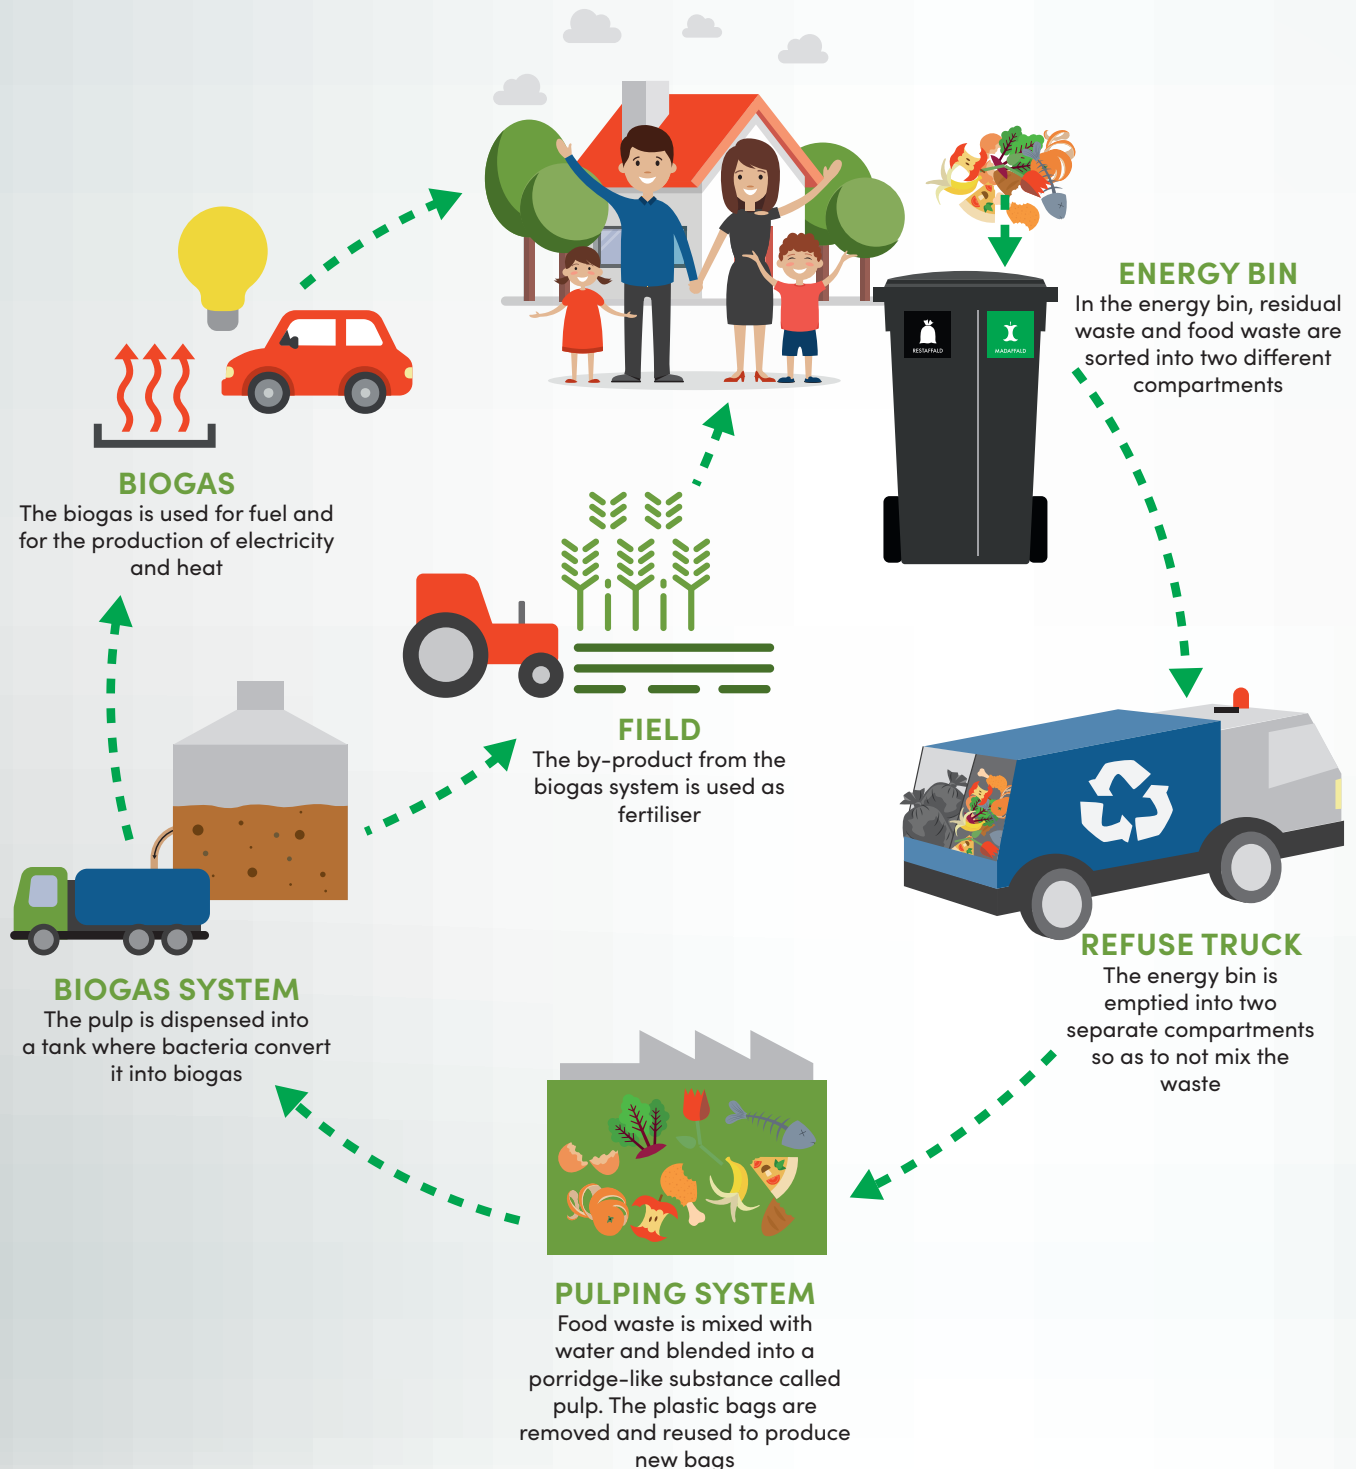 ENERGY BIN
In the energy bin, residual
waste and food waste are
sorted into two different
compartments
RESTAFFALD
MADAFFALD
BIOGAS
The biogas is used for fuel and
for the production of electricity
and heat
FIELD
The by-product from the
biogas system is used as
fertiliser
REFUSE TRUCK
The energy bin is
emptied into two
separate compartments
so as to not mix the
waste
BIOGAS SYSTEM
The pulp is dispensed into
a tank where bacteria convert
it into biogas
PULPING SYSTEM
Food waste is mixed with
water and blended into a
porridge-like substance called
pulp. The plastic bags are
removed and reused to produce
new bags